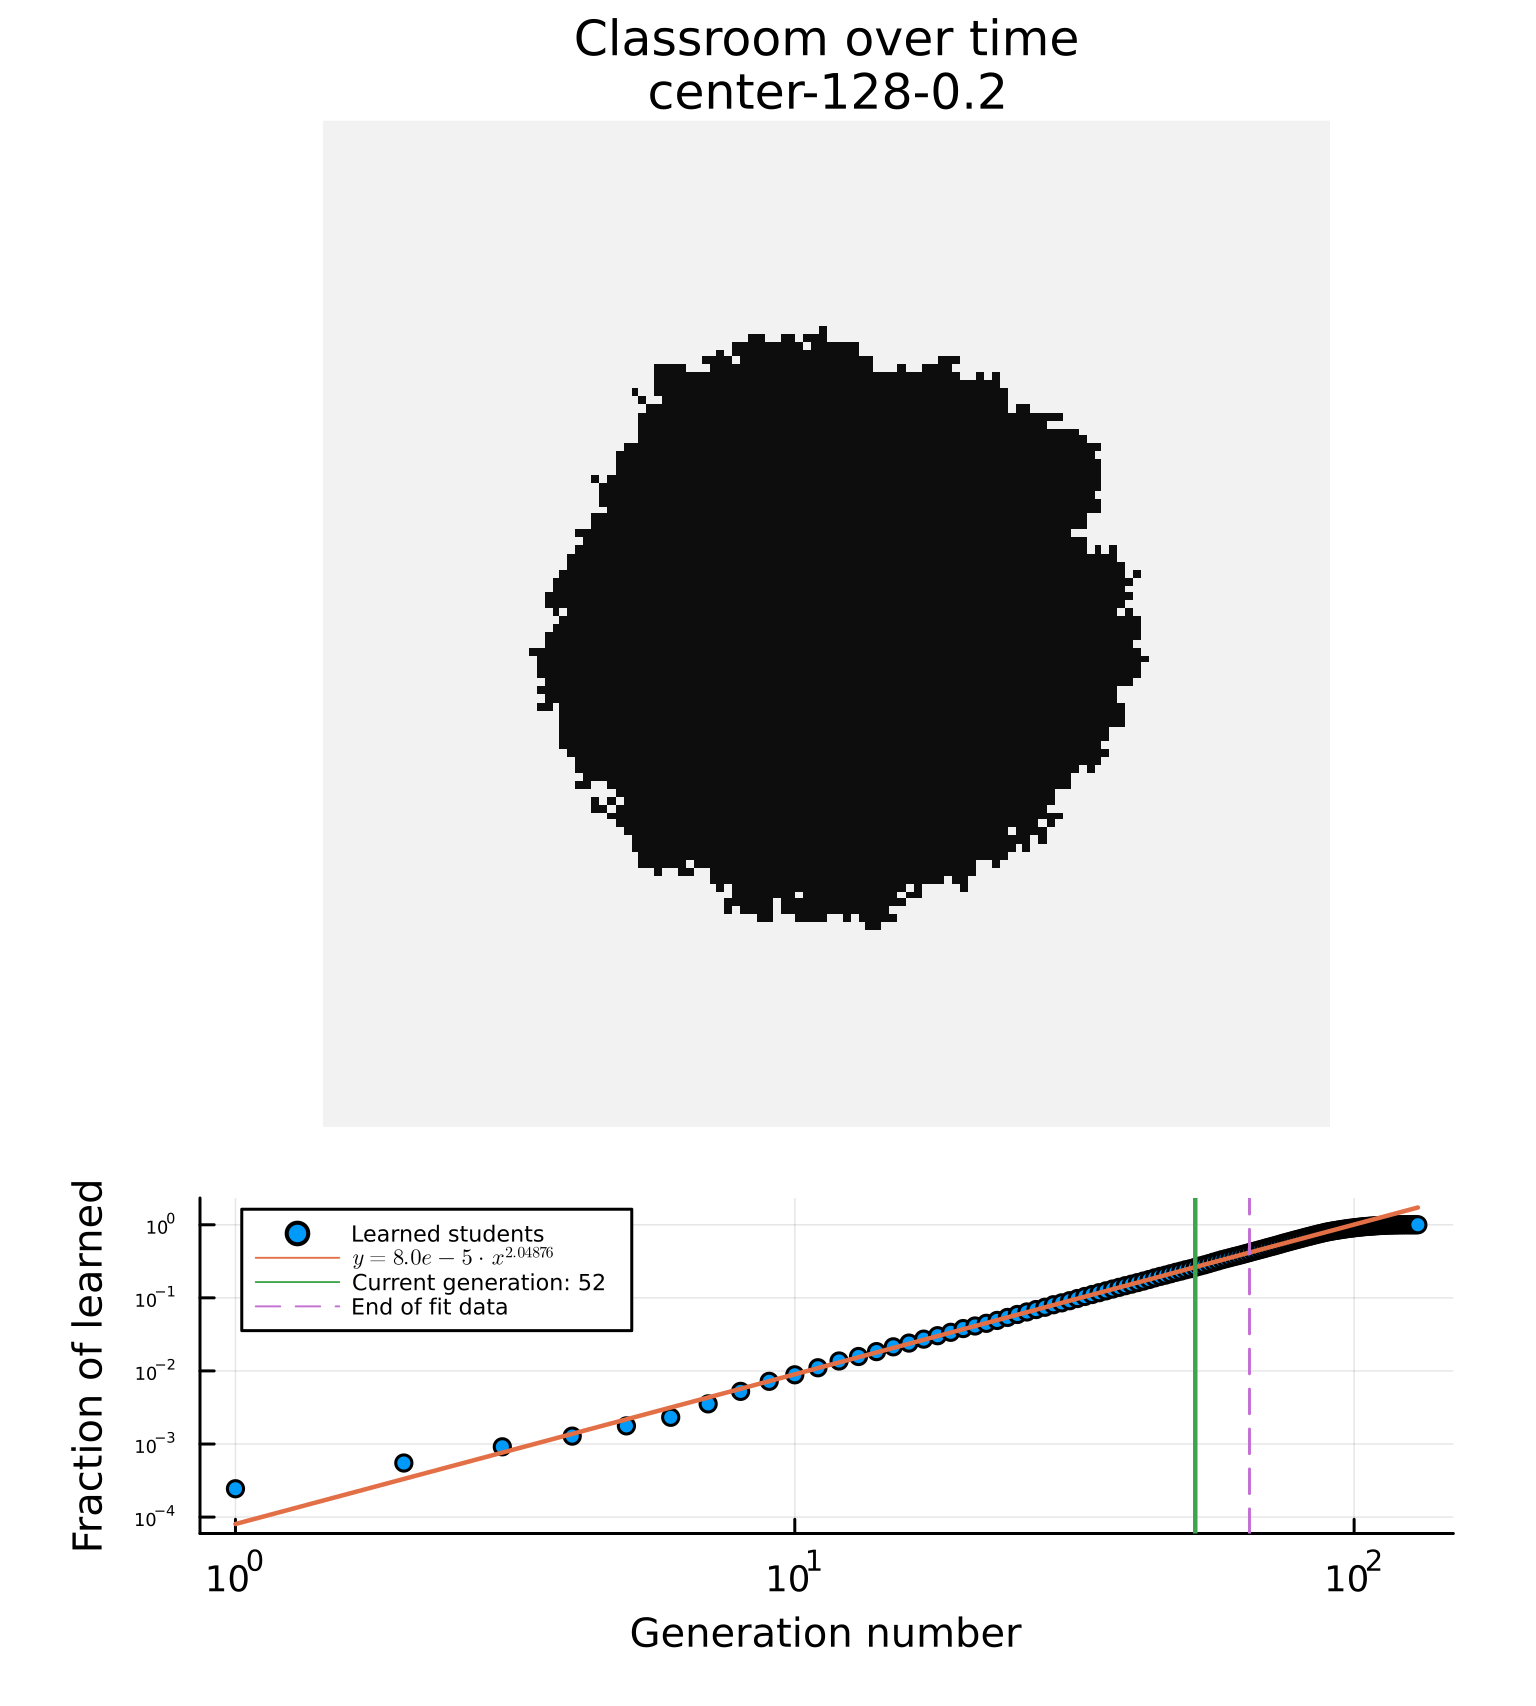 Classroom over time
center-128-0.2
Fraction of learned
10⁰
10⁻¹
10⁻²
10⁻³
10⁻⁴
Learned students
y = 8.0e − 5 · x^2.04876
Current generation: 52
End of fit data
10⁰ 10¹ 10²
Generation number